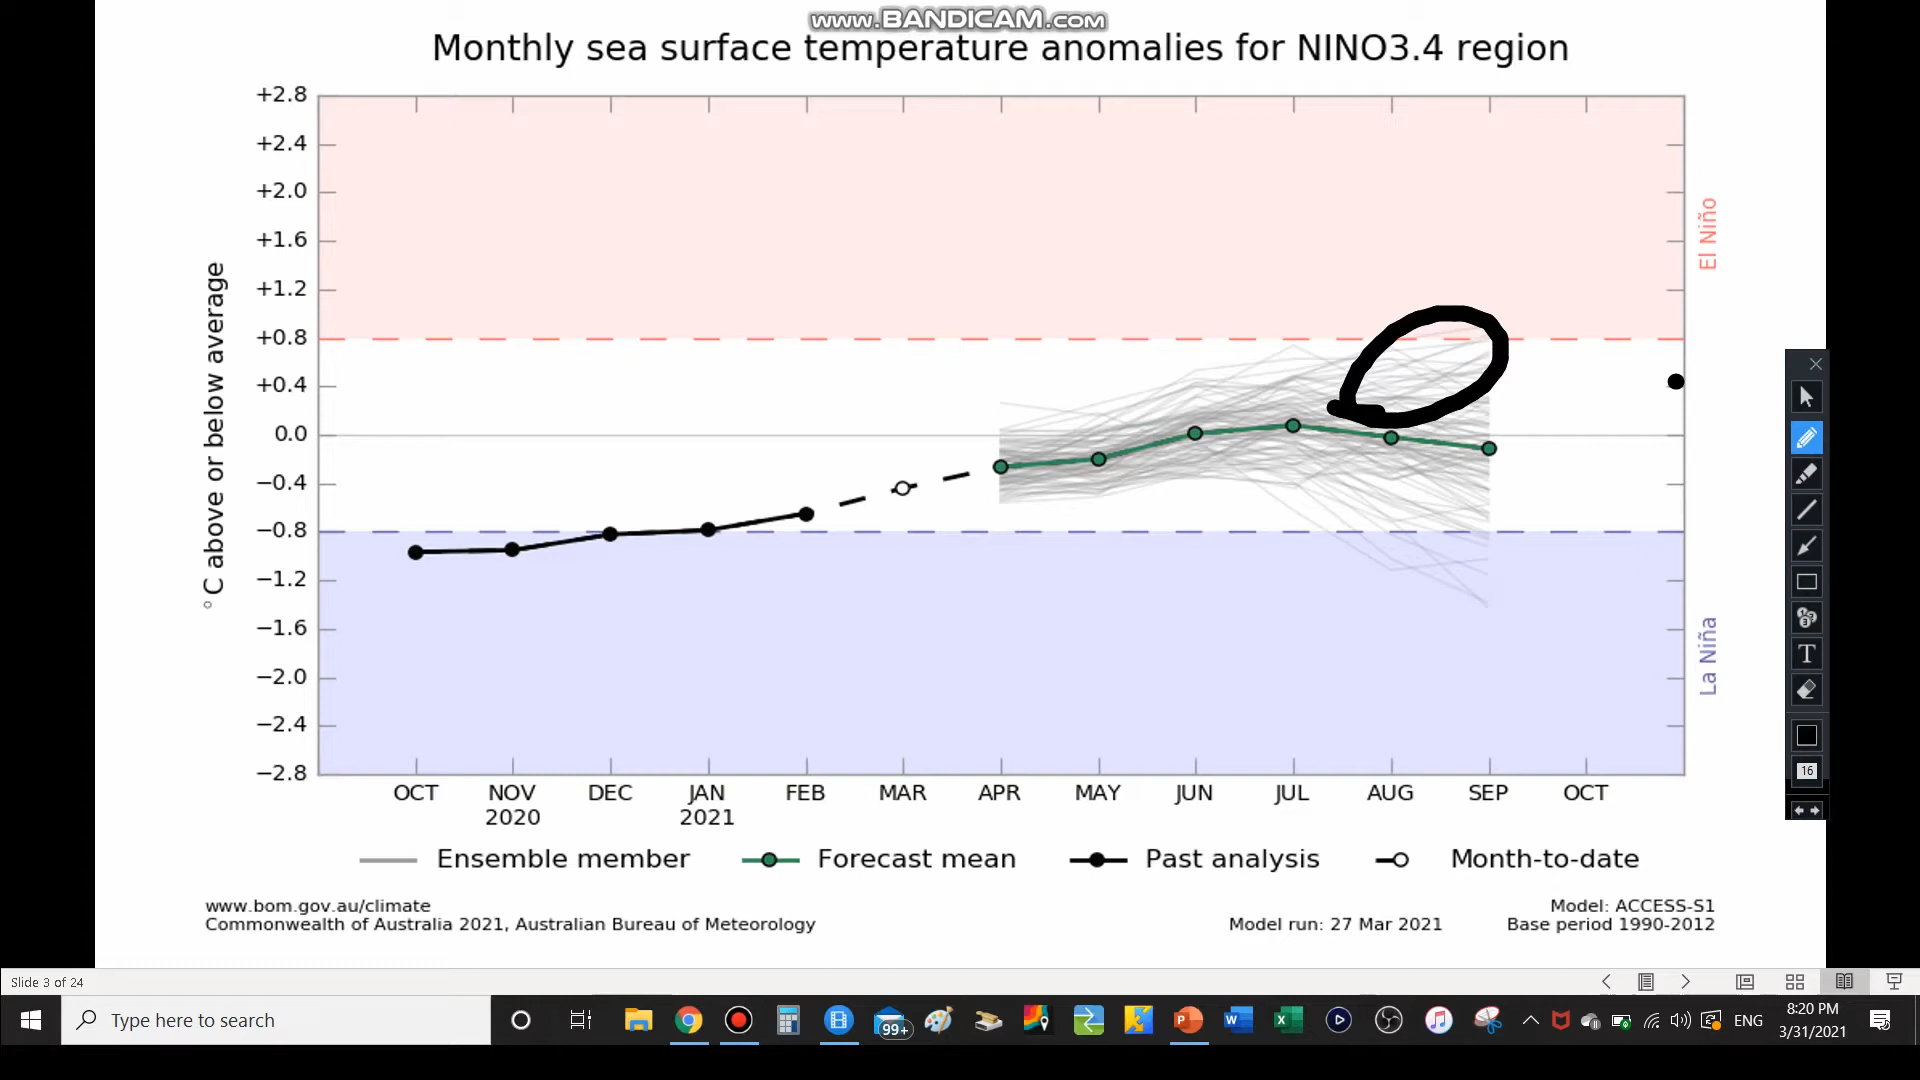 www.BANDICAM.com
Monthly sea surface temperature anomalies for NINO3.4 region
+2.8
+2.4
+2.0
+1.6
+1.2
+0.8
+0.4
0.0
−0.4
−0.8
−1.2
−1.6
−2.0
−2.4
−2.8
°C above or below average
El Niño
La Niña
OCT NOV DEC JAN FEB MAR APR MAY JUN JUL AUG SEP OCT
2020 2021
Ensemble member Forecast mean Past analysis Month-to-date
www.bom.gov.au/climate Model: ACCESS-S1
Commonwealth of Australia 2021, Australian Bureau of Meteorology Model run: 27 Mar 2021 Base period 1990-2012
T
16
Slide 3 of 24
Type here to search
99+
ENG
8:20 PM
3/31/2021